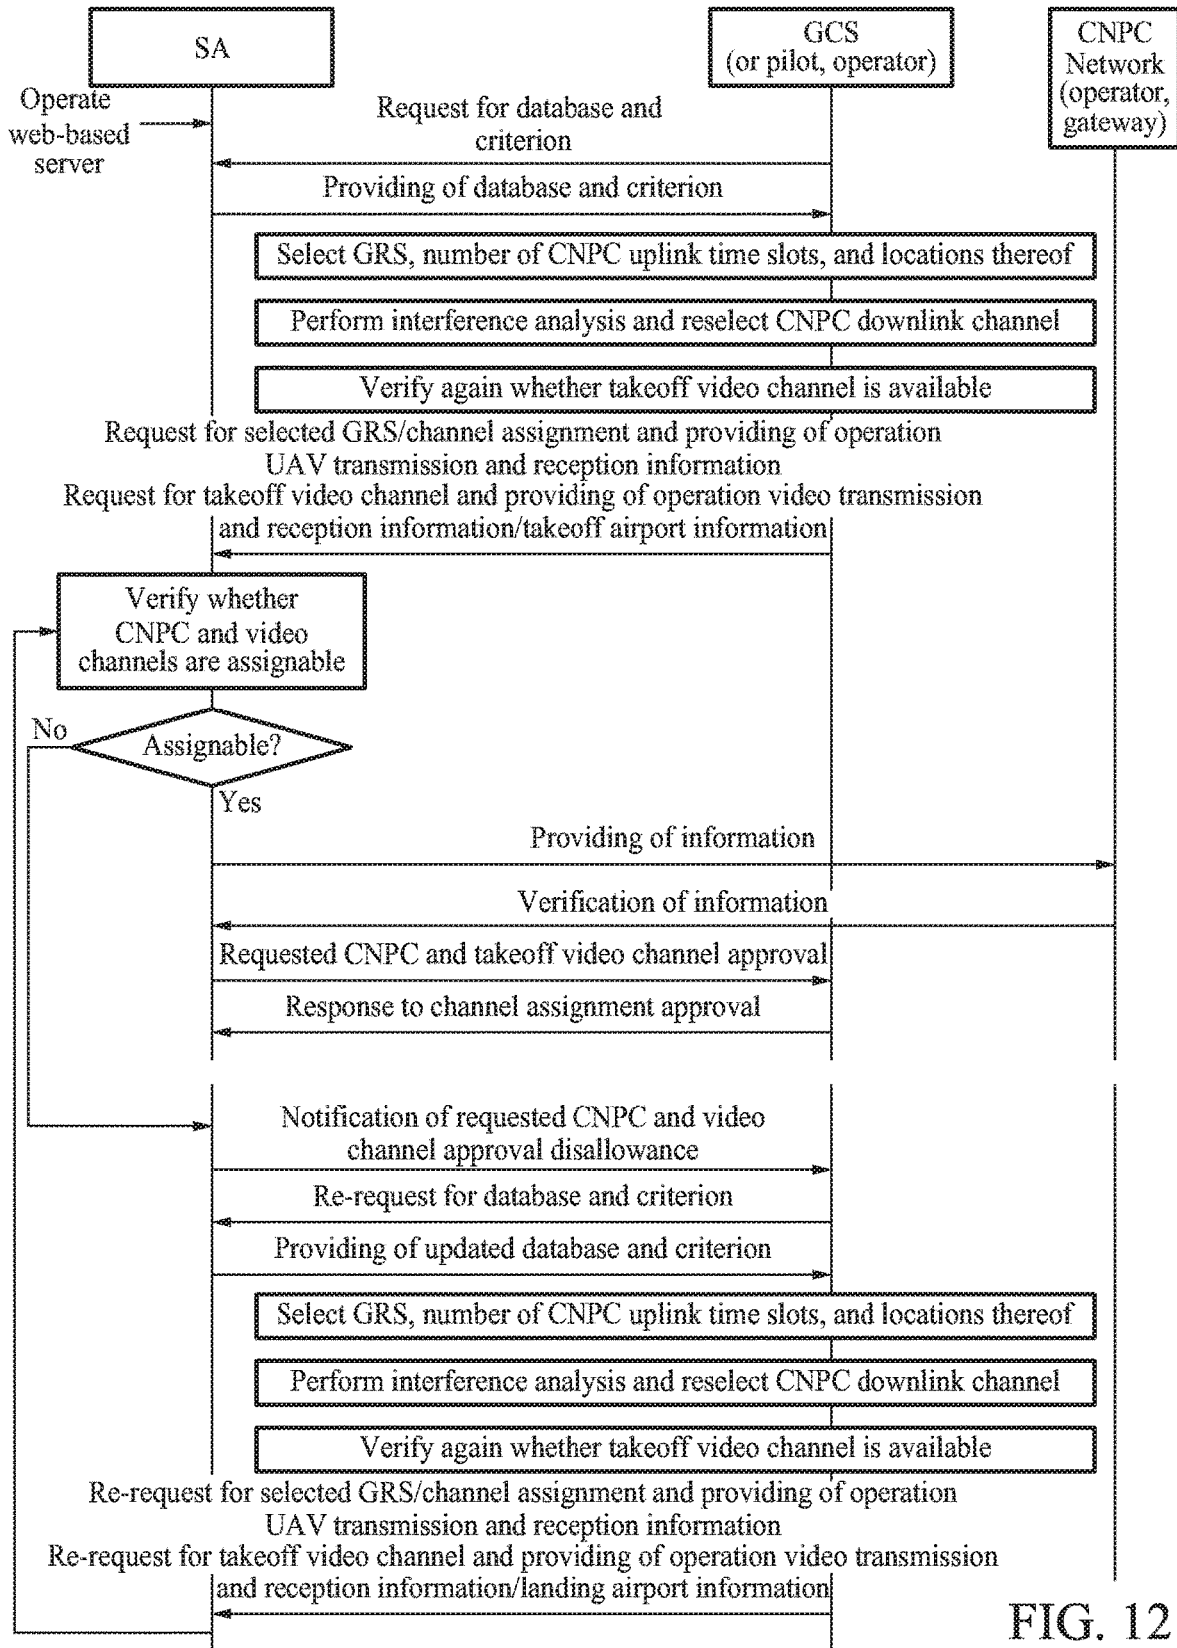 SA
GCS
(or pilot, operator)
CNPC
Network
(operator,
gateway)
Operate
web-based
server
Request for database and
criterion
Providing of database and criterion
Select GRS, number of CNPC uplink time slots, and locations thereof
Perform interference analysis and reselect CNPC downlink channel
Verify again whether takeoff video channel is available
Request for selected GRS/channel assignment and providing of operation
UAV transmission and reception information
Request for takeoff video channel and providing of operation video transmission
and reception information/takeoff airport information
Verify whether
CNPC and video
channels are assignable
No
Assignable?
Yes
Providing of information
Verification of information
Requested CNPC and takeoff video channel approval
Response to channel assignment approval
Notification of requested CNPC and video
channel approval disallowance
Re-request for database and criterion
Providing of updated database and criterion
Select GRS, number of CNPC uplink time slots, and locations thereof
Perform interference analysis and reselect CNPC downlink channel
Verify again whether takeoff video channel is available
Re-request for selected GRS/channel assignment and providing of operation
UAV transmission and reception information
Re-request for takeoff video channel and providing of operation video transmission
and reception information/landing airport information
FIG. 12